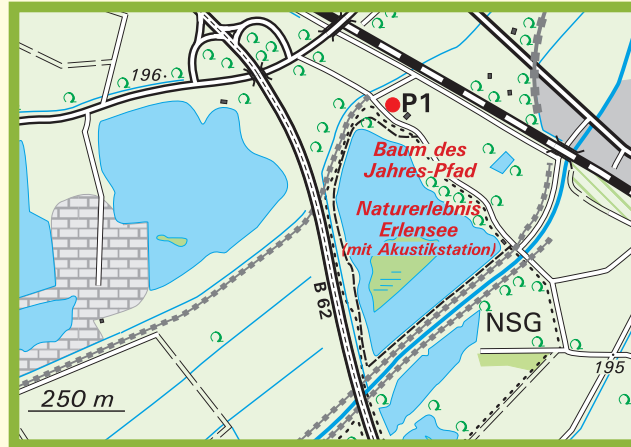 196
P1
Baum des
Jahres-Pfad
Naturerlebnis
Erlensee
(mit Akustikstation)
B 62
NSG
195
250 m